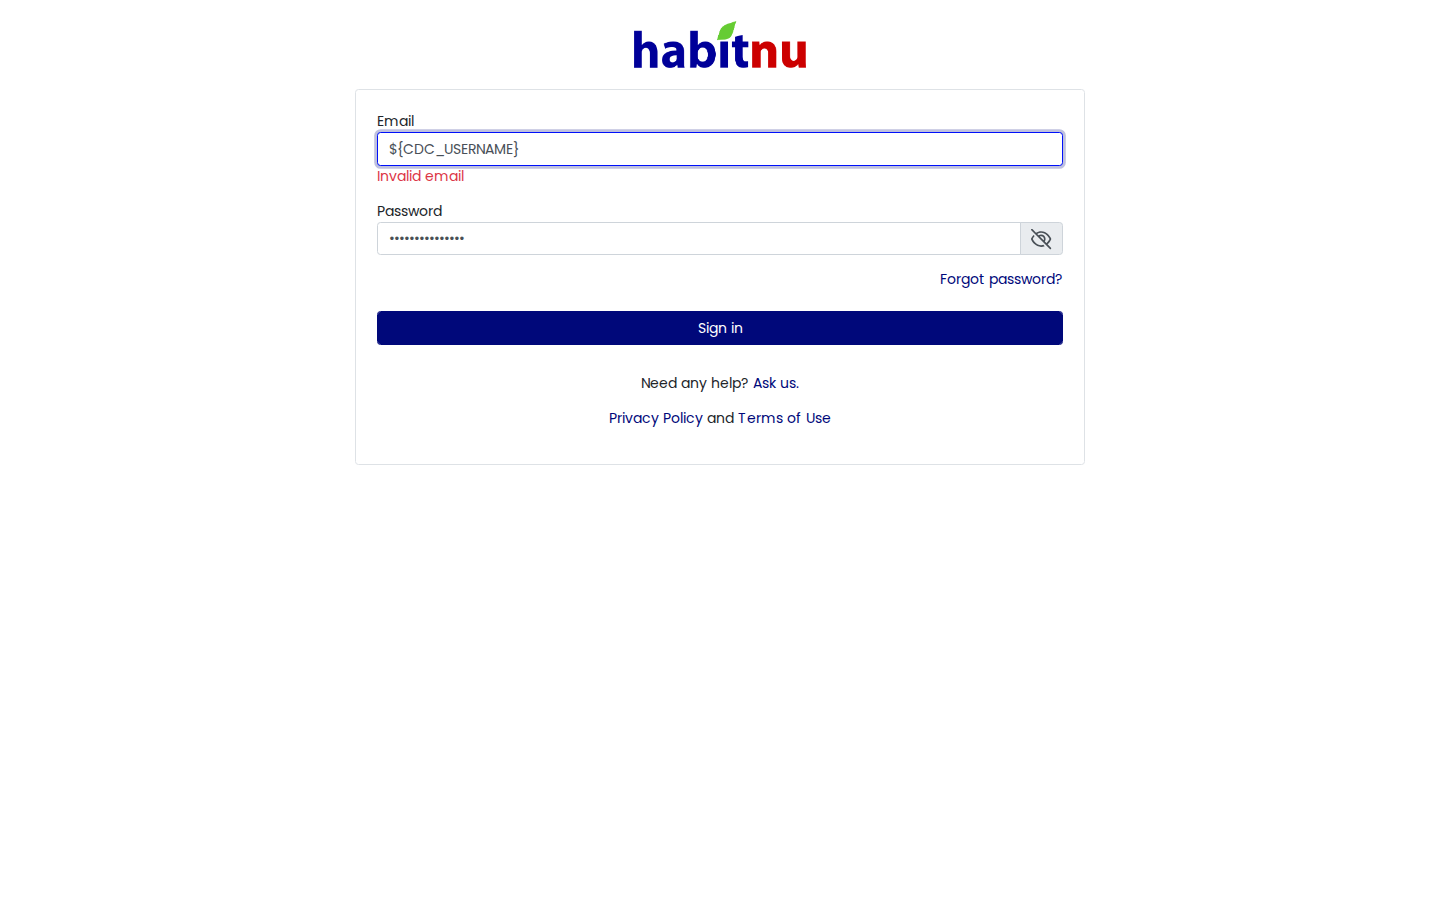 habitnu
Email
${CDC_USERNAME}
Invalid email
Password
•••••••••••••••
Forgot password?
Sign in
Need any help? Ask us.
Privacy Policy and Terms of Use